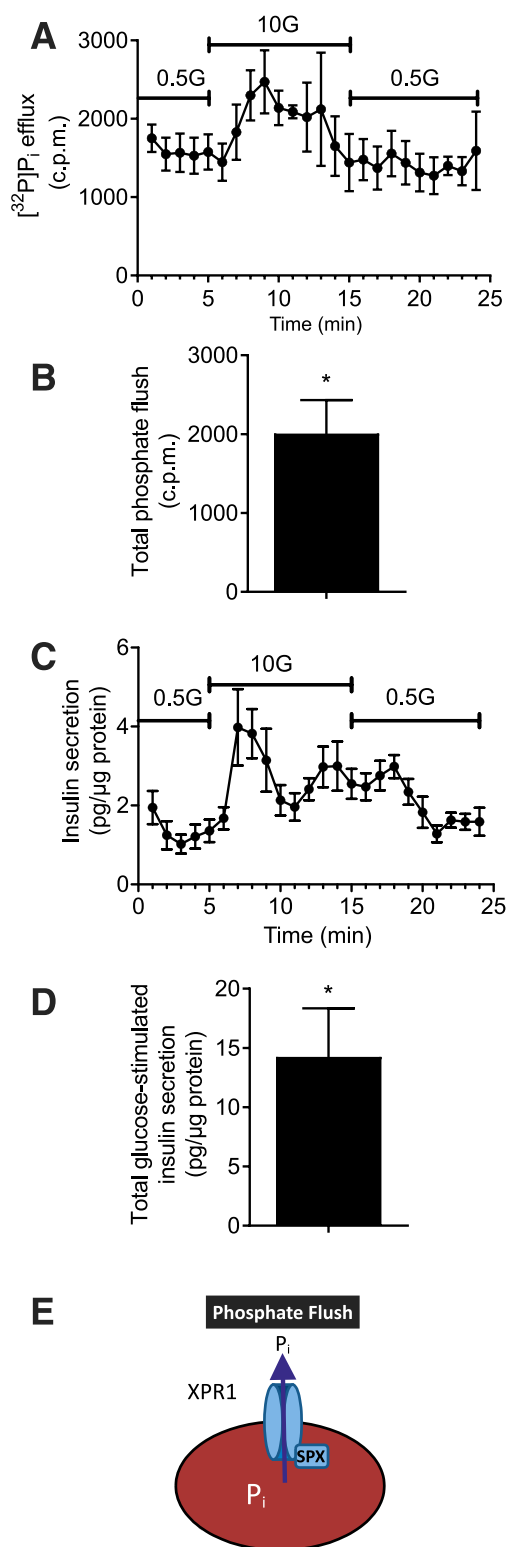 A
[³²P]Pᵢ efflux
(c.p.m.)
3000
2000
1000
0
0.5G
10G
0.5G
0 5 10 15 20 25
Time (min)
B
Total phosphate flush
(c.p.m.)
3000
2000
1000
0
*
C
Insulin secretion
(pg/µg protein)
6
4
2
0
0.5G
10G
0.5G
0 5 10 15 20 25
Time (min)
D
Total glucose-stimulated
insulin secretion
(pg/µg protein)
20
15
10
5
0
*
E
Phosphate Flush
Pᵢ
XPR1
SPX
Pᵢ